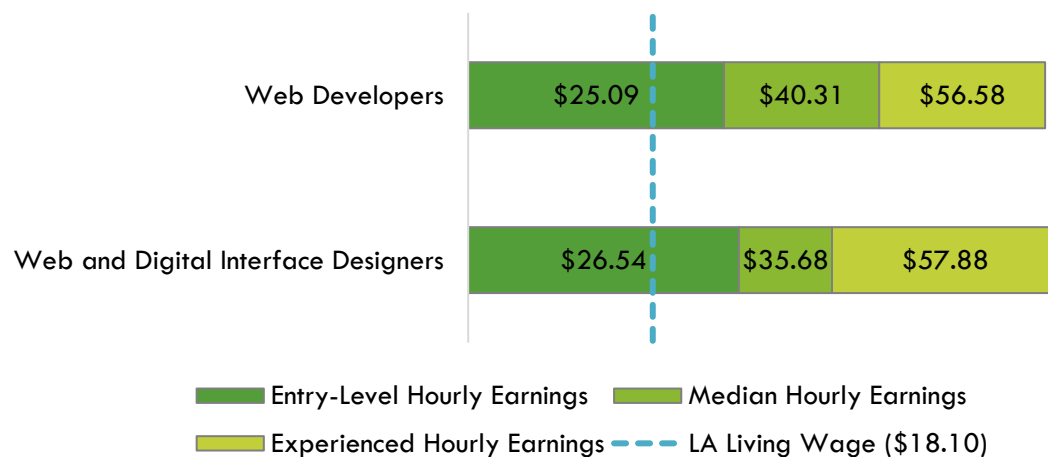 Web Developers $25.09 $40.31 $56.58
Web and Digital Interface Designers $26.54 $35.68 $57.88
Entry-Level Hourly Earnings Median Hourly Earnings
Experienced Hourly Earnings LA Living Wage ($18.10)